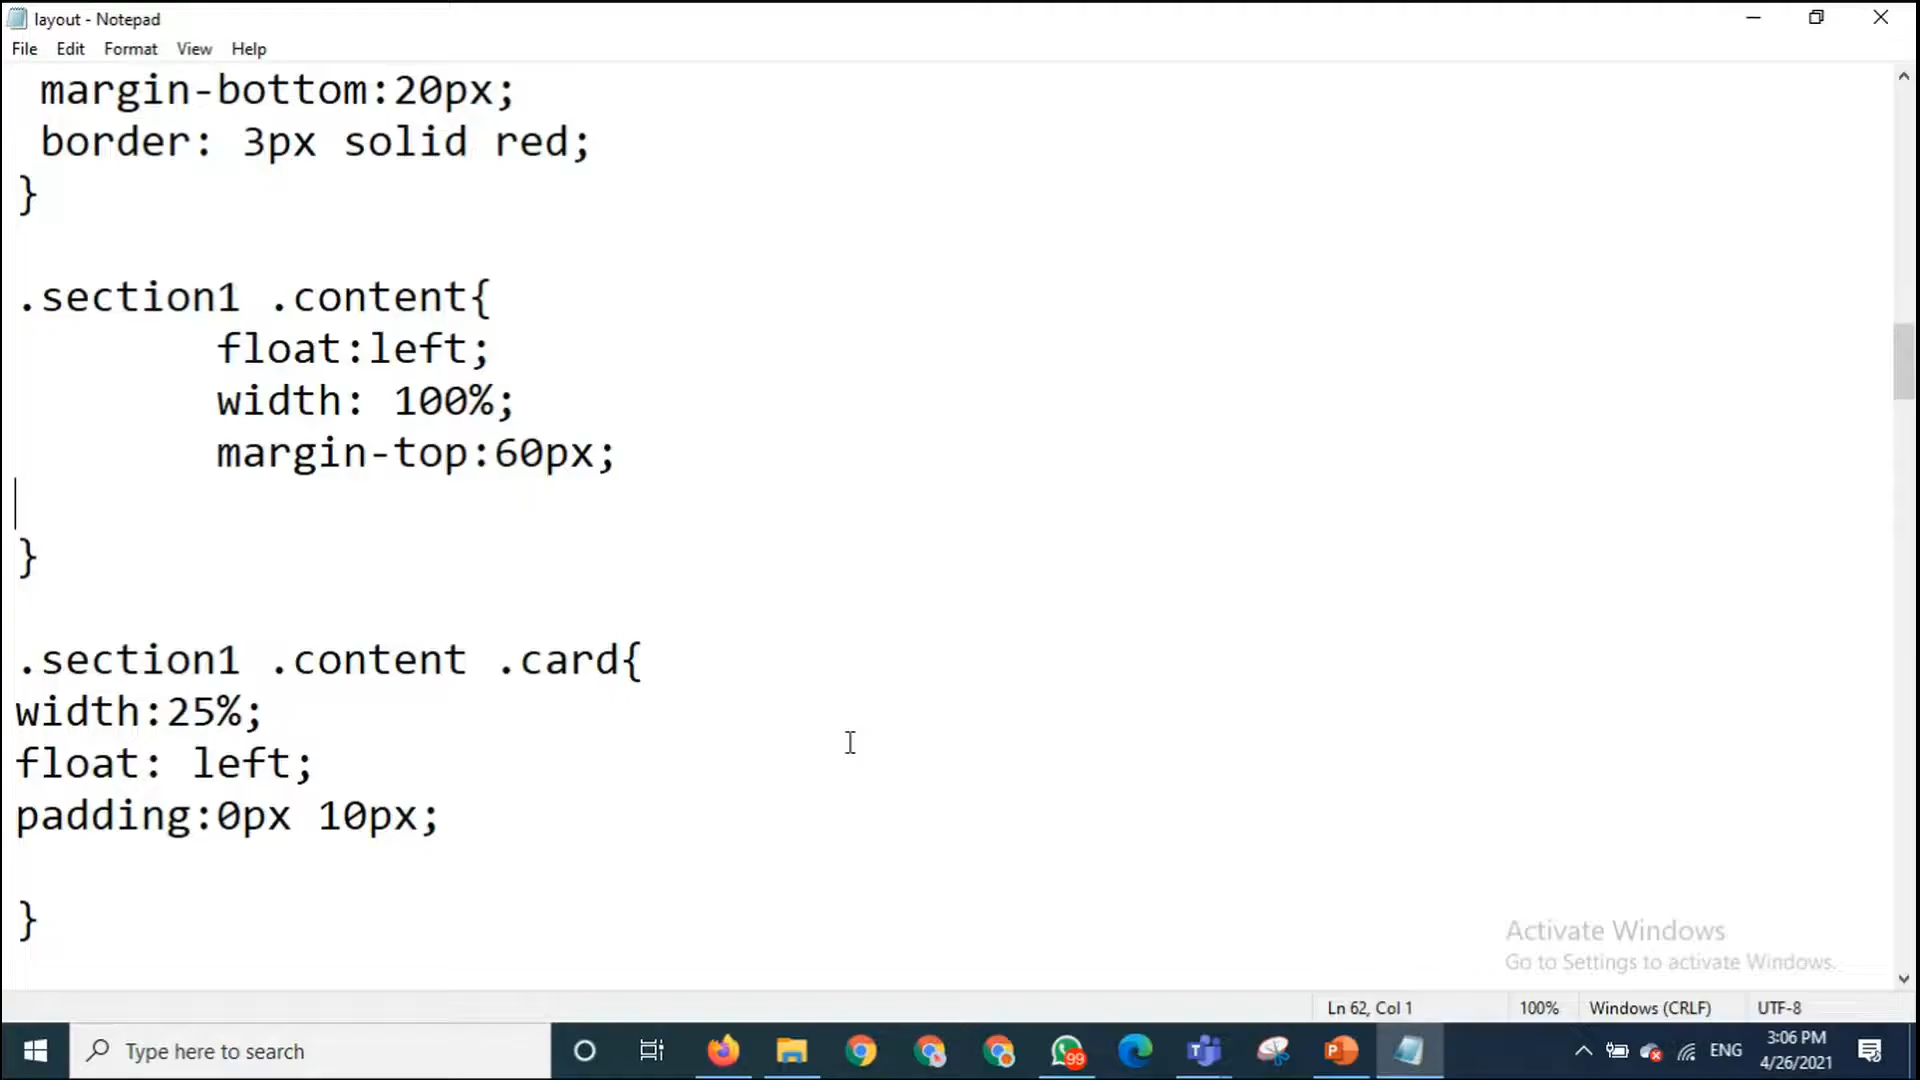 layout - Notepad
File Edit Format View Help
margin-bottom:20px;
border: 3px solid red;
}
.section1 .content{
float:left;
width: 100%;
margin-top:60px;
}
.section1 .content .card{
width:25%;
float: left;
padding:0px 10px;
}
Activate Windows
Go to Settings to activate Windows.
Ln 62, Col 1 100% Windows (CRLF) UTF-8
Type here to search 99 ENG 3:06 PM
4/26/2021